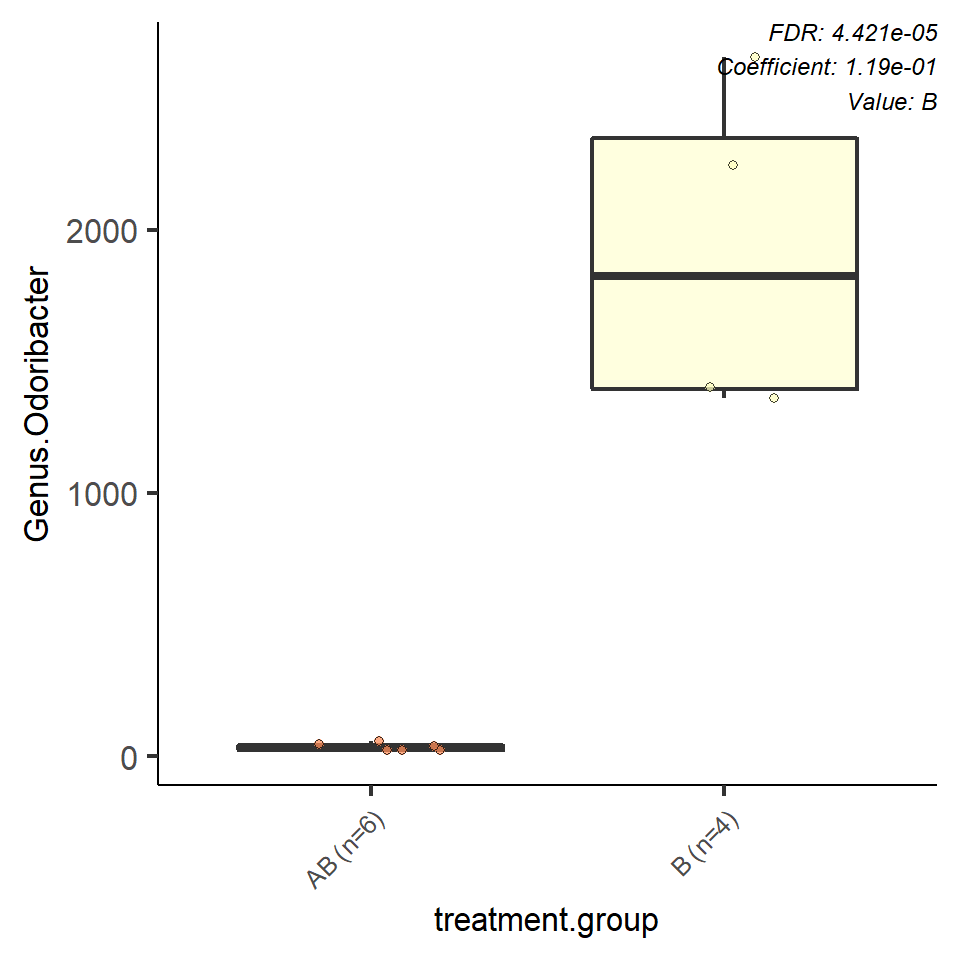 FDR: 4.421e-05
Coefficient: 1.19e-01
Value: B
2000
1000
0
Genus.Odoribacter
AB (n=6)
B (n=4)
treatment.group